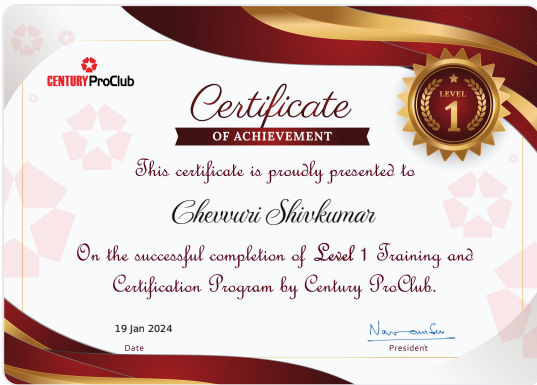 CENTURY ProClub
LEVEL
1
Certificate
OF ACHIEVEMENT
This certificate is proudly presented to
Chevvuri Shivkumar
On the successful completion of Level 1 Training and
Certification Program by Century ProClub.
19 Jan 2024
Date
President